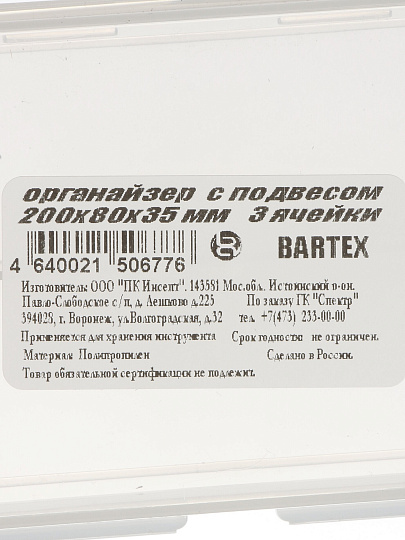 органайзер с подвесом
200х80х35 мм 3 ячейки
BARTEX
4 640021 506776
Изготовитель: ООО "ПК Инсепт". 143581 Мос.обл. Истоинский р-он.
Павло-Слободское с/п, д. Лешково д.225 По заказу ГК "Спектр"
394028, г. Воронеж, ул.Волгоградская, д.32 тел. +7(473) 233-00-00
Применяется для хранения инструмента Срок годности не ограничен.
Материал: Полипропилен Сделано в России.
Товар обязательной сертификации не подлежит.